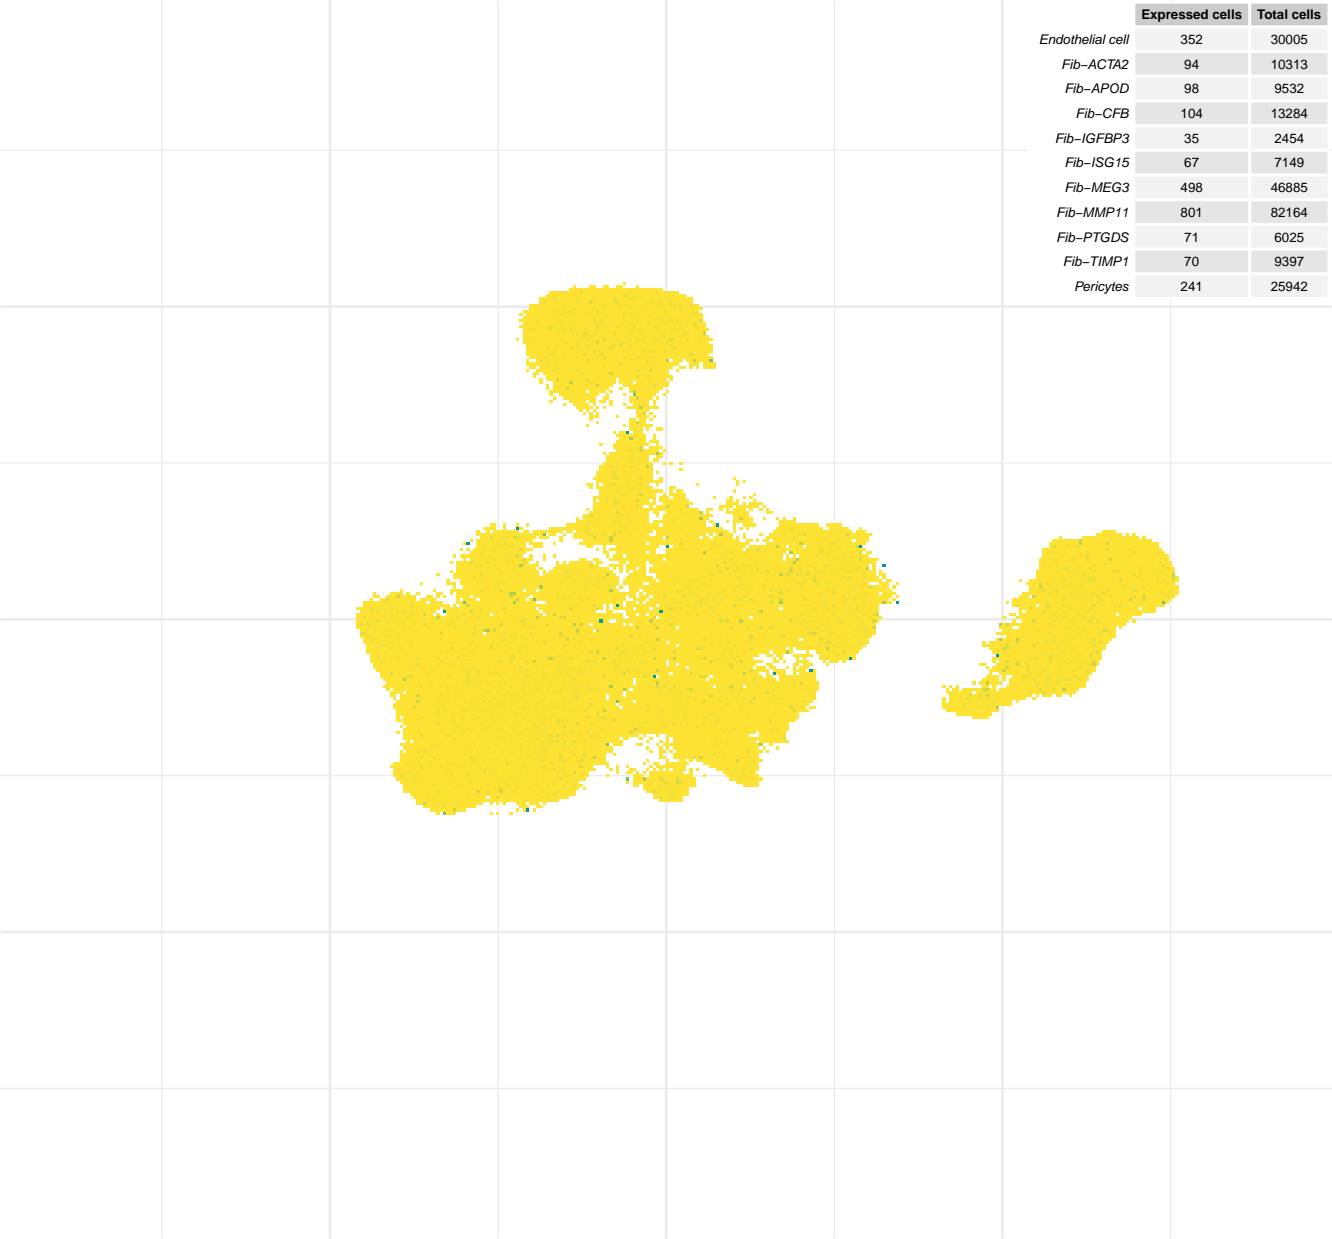 Expressed cells Total cells
Endothelial cell 352 30005
Fib−ACTA2 94 10313
Fib−APOD 98 9532
Fib−CFB 104 13284
Fib−IGFBP3 35 2454
Fib−ISG15 67 7149
Fib−MEG3 498 46885
Fib−MMP11 801 82164
Fib−PTGDS 71 6025
Fib−TIMP1 70 9397
Pericytes 241 25942